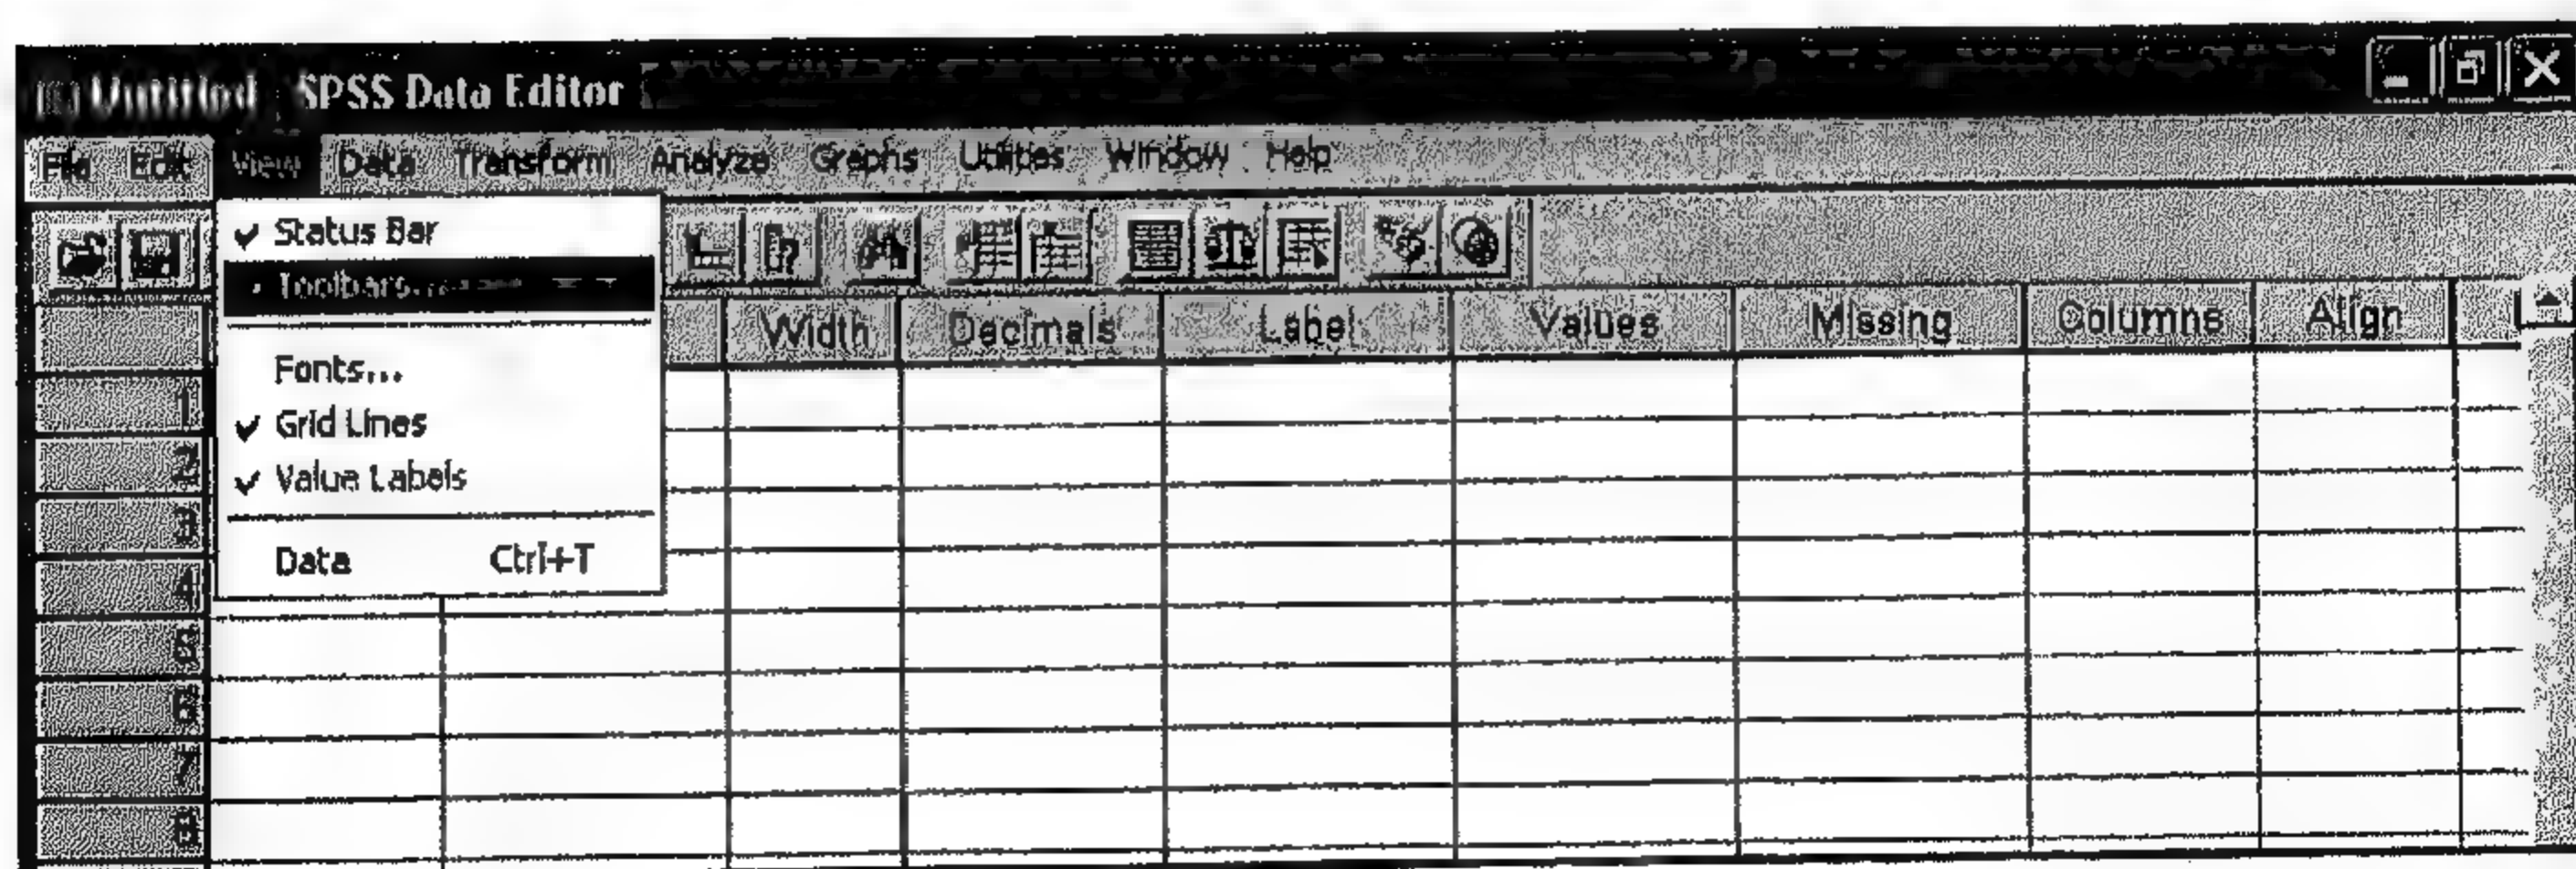 Untitled - SPSS Data Editor
File Edit View Data Transform Analyze Graphs Utilities Window Help
Status Bar
Toolbars...
Width Decimals Label Values Missing Columns Align
Fonts...
1
Grid Lines
2
Value Labels
3
Data Ctrl+T
4
5
6
7
8